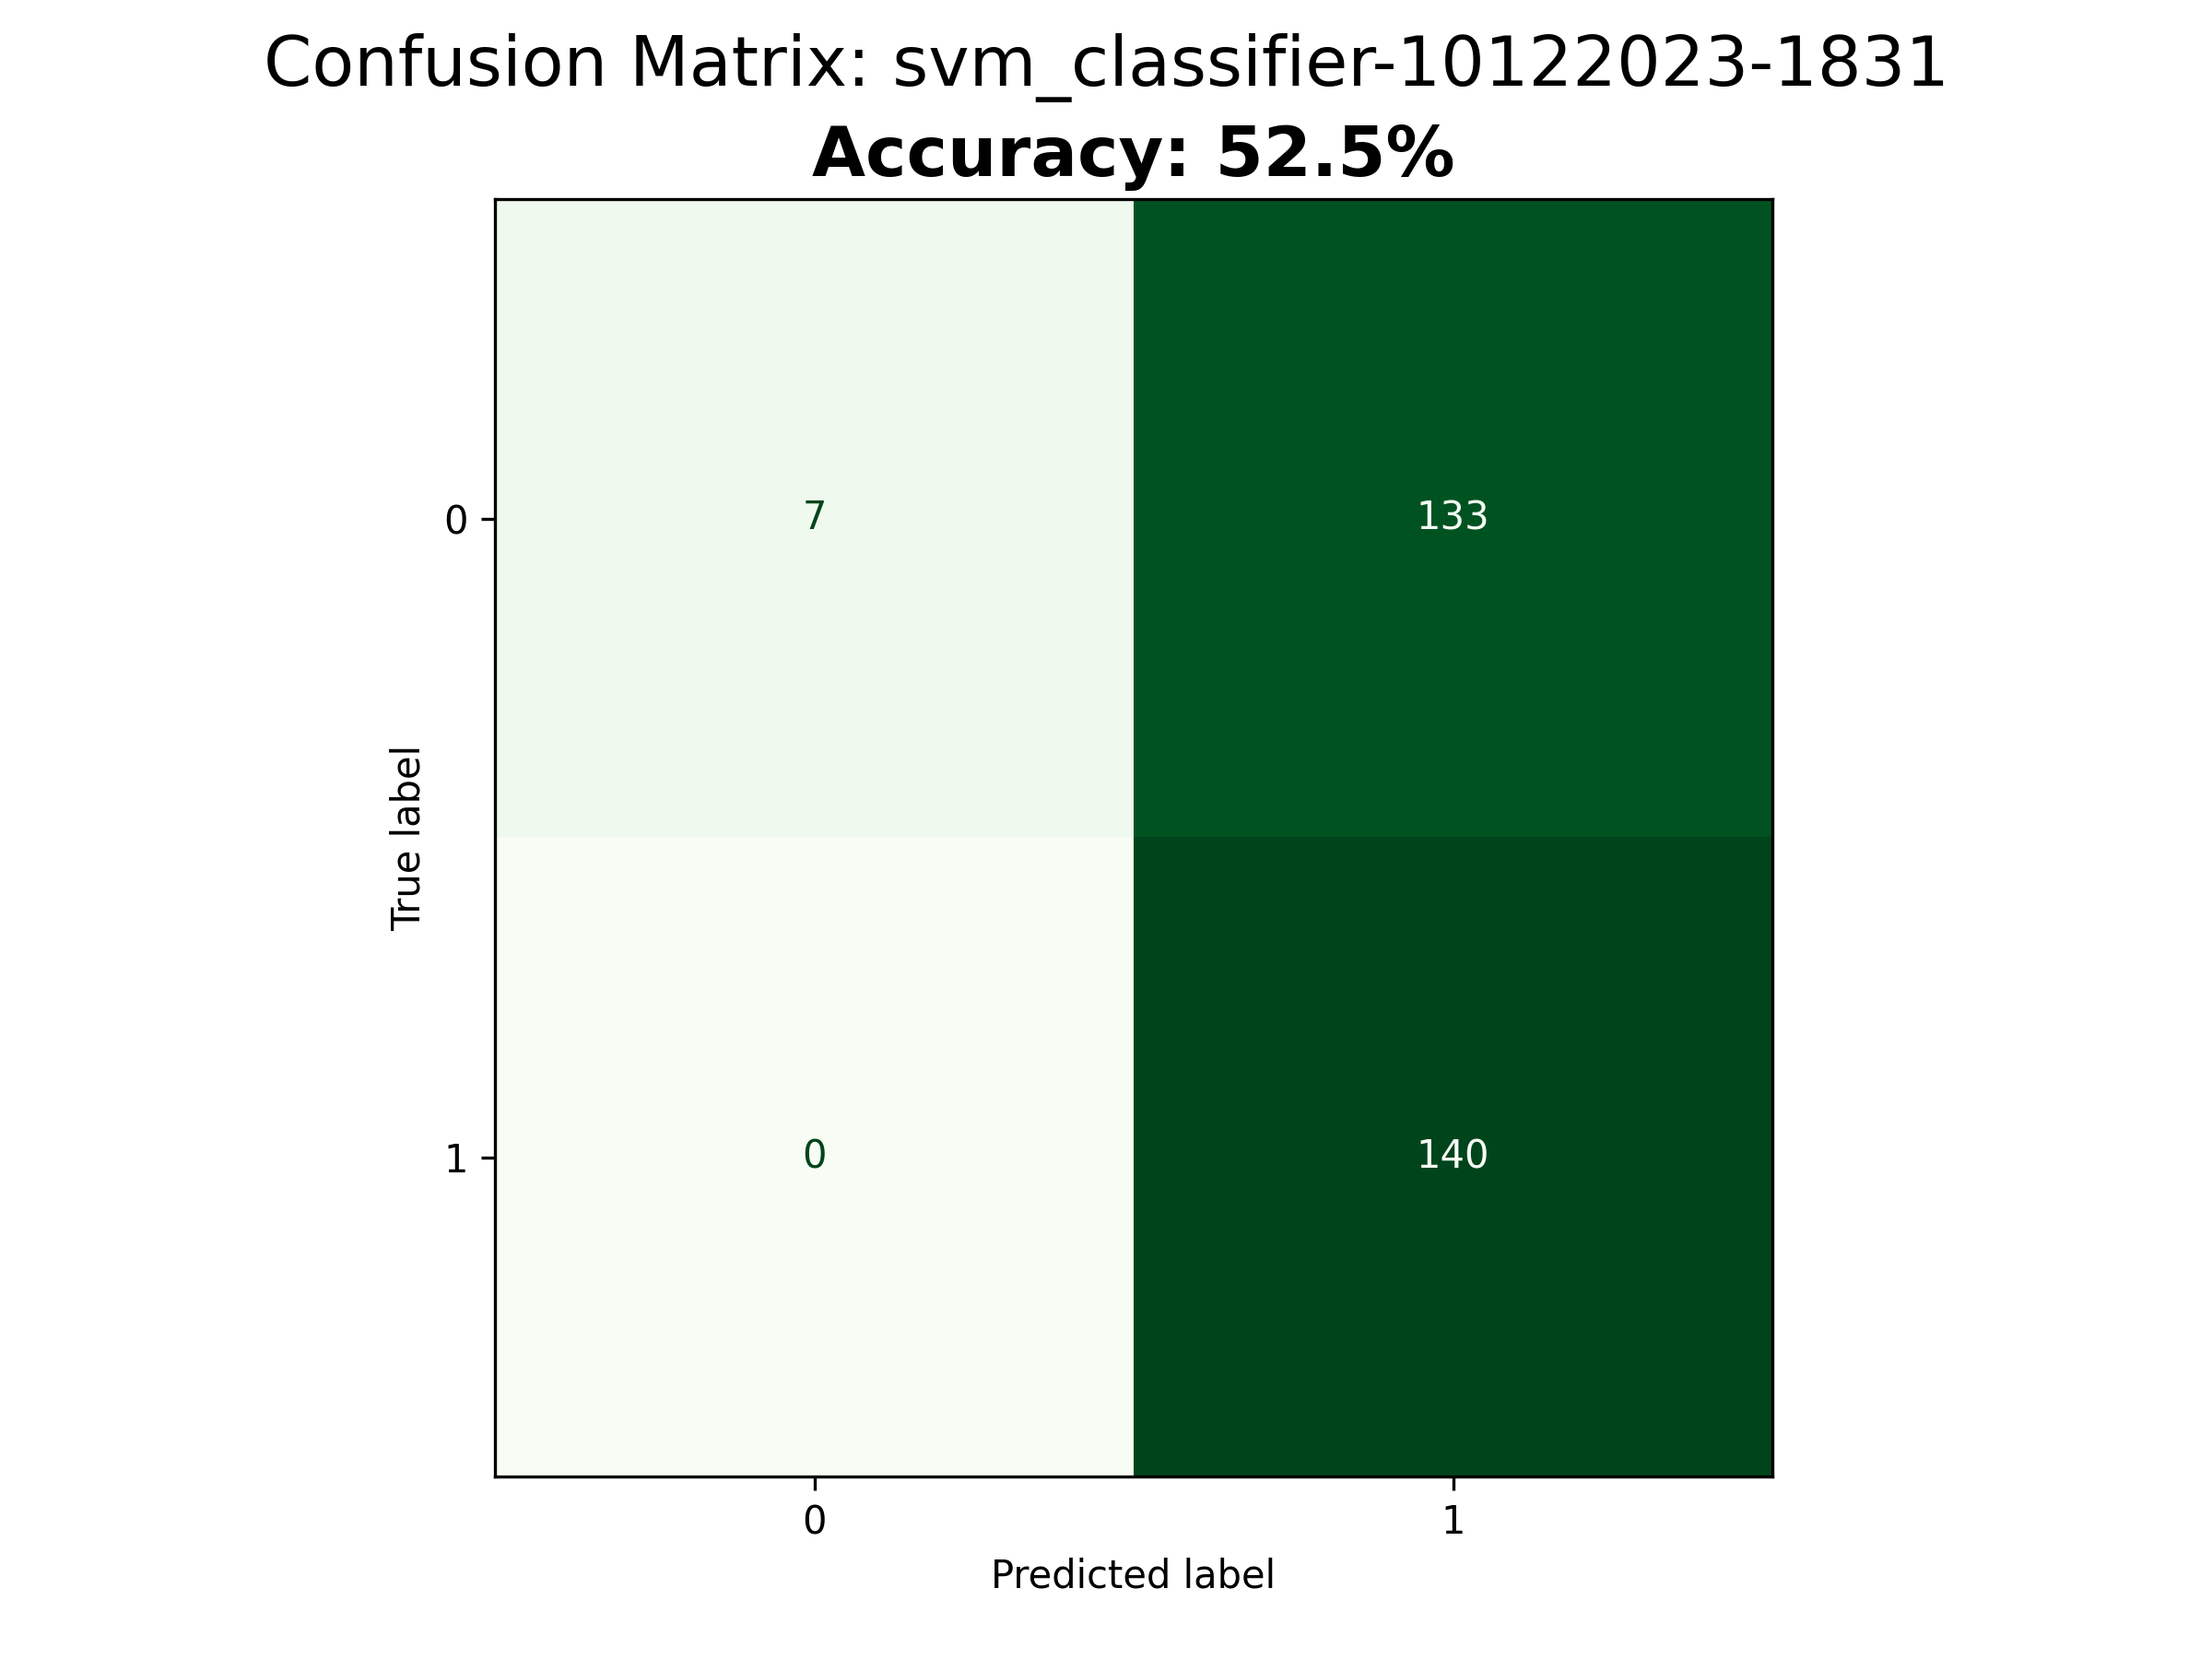 Confusion Matrix: svm_classifier-10122023-1831
Accuracy: 52.5%
0
7
133
True label
1
0
140
0
1
Predicted label